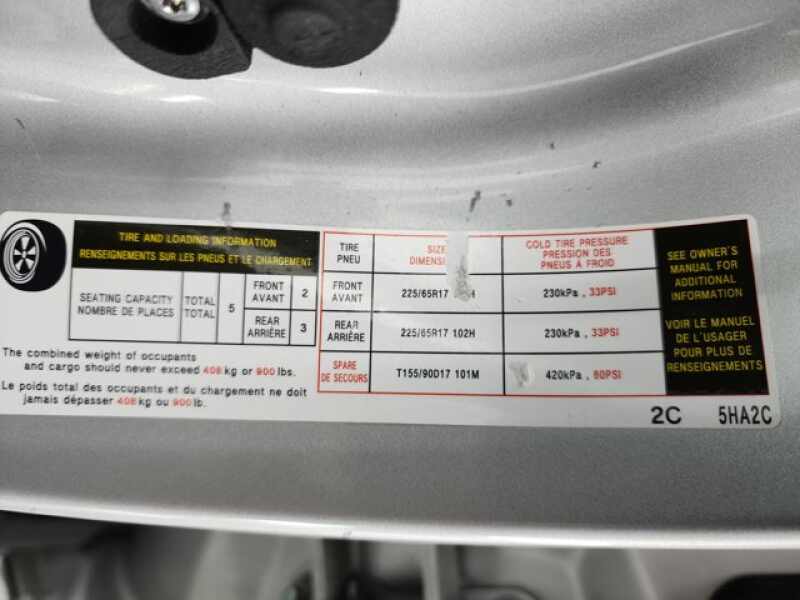 TIRE AND LOADING INFORMATION
RENSEIGNEMENTS SUR LES PNEUS ET LE CHARGEMENT
SEATING CAPACITY
NOMBRE DE PLACES
TOTAL
TOTAL
5
FRONT
AVANT
2
REAR
ARRIÈRE
3
The combined weight of occupants
and cargo should never exceed 408 kg or 900 lbs.
Le poids total des occupants et du chargement ne doit
jamais dépasser 408 kg ou 900 lb.
TIRE
PNEU
SIZE
DIMENSI
COLD TIRE PRESSURE
PRESSION DES
PNEUS À FROID
FRONT
AVANT
225/65R17
230kPa , 33PSI
REAR
ARRIÈRE
225/65R17 102H
230kPa , 33PSI
SPARE
DE SECOURS
T155/90D17 101M
420kPa , 60PSI
SEE OWNER'S
MANUAL FOR
ADDITIONAL
INFORMATION
VOIR LE MANUEL
DE L'USAGER
POUR PLUS DE
RENSEIGNEMENTS
2C 5HA2C